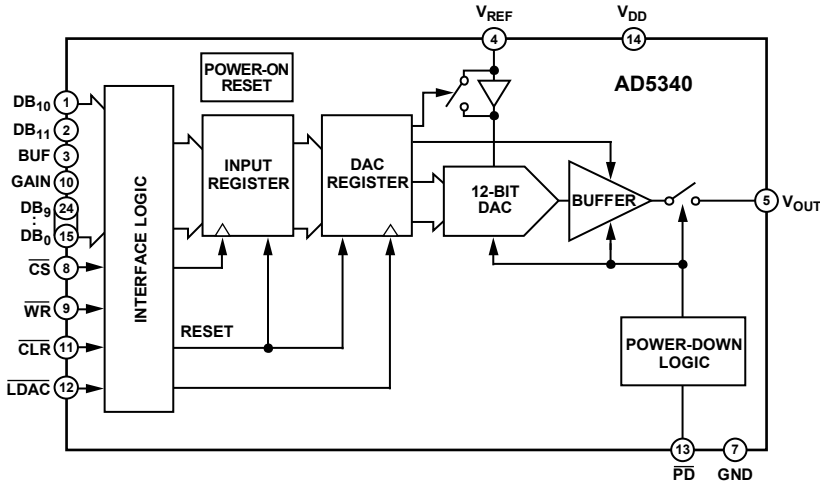 VREF
VDD
4
14
POWER-ON
RESET
AD5340
DB10
1
DB11
2
BUF
3
GAIN
10
DB9
24
:
DB0
15
CS
8
WR
9
CLR
11
LDAC
12
INTERFACE LOGIC
INPUT
REGISTER
DAC
REGISTER
12-BIT
DAC
BUFFER
5
VOUT
RESET
POWER-DOWN
LOGIC
13
7
PD
GND